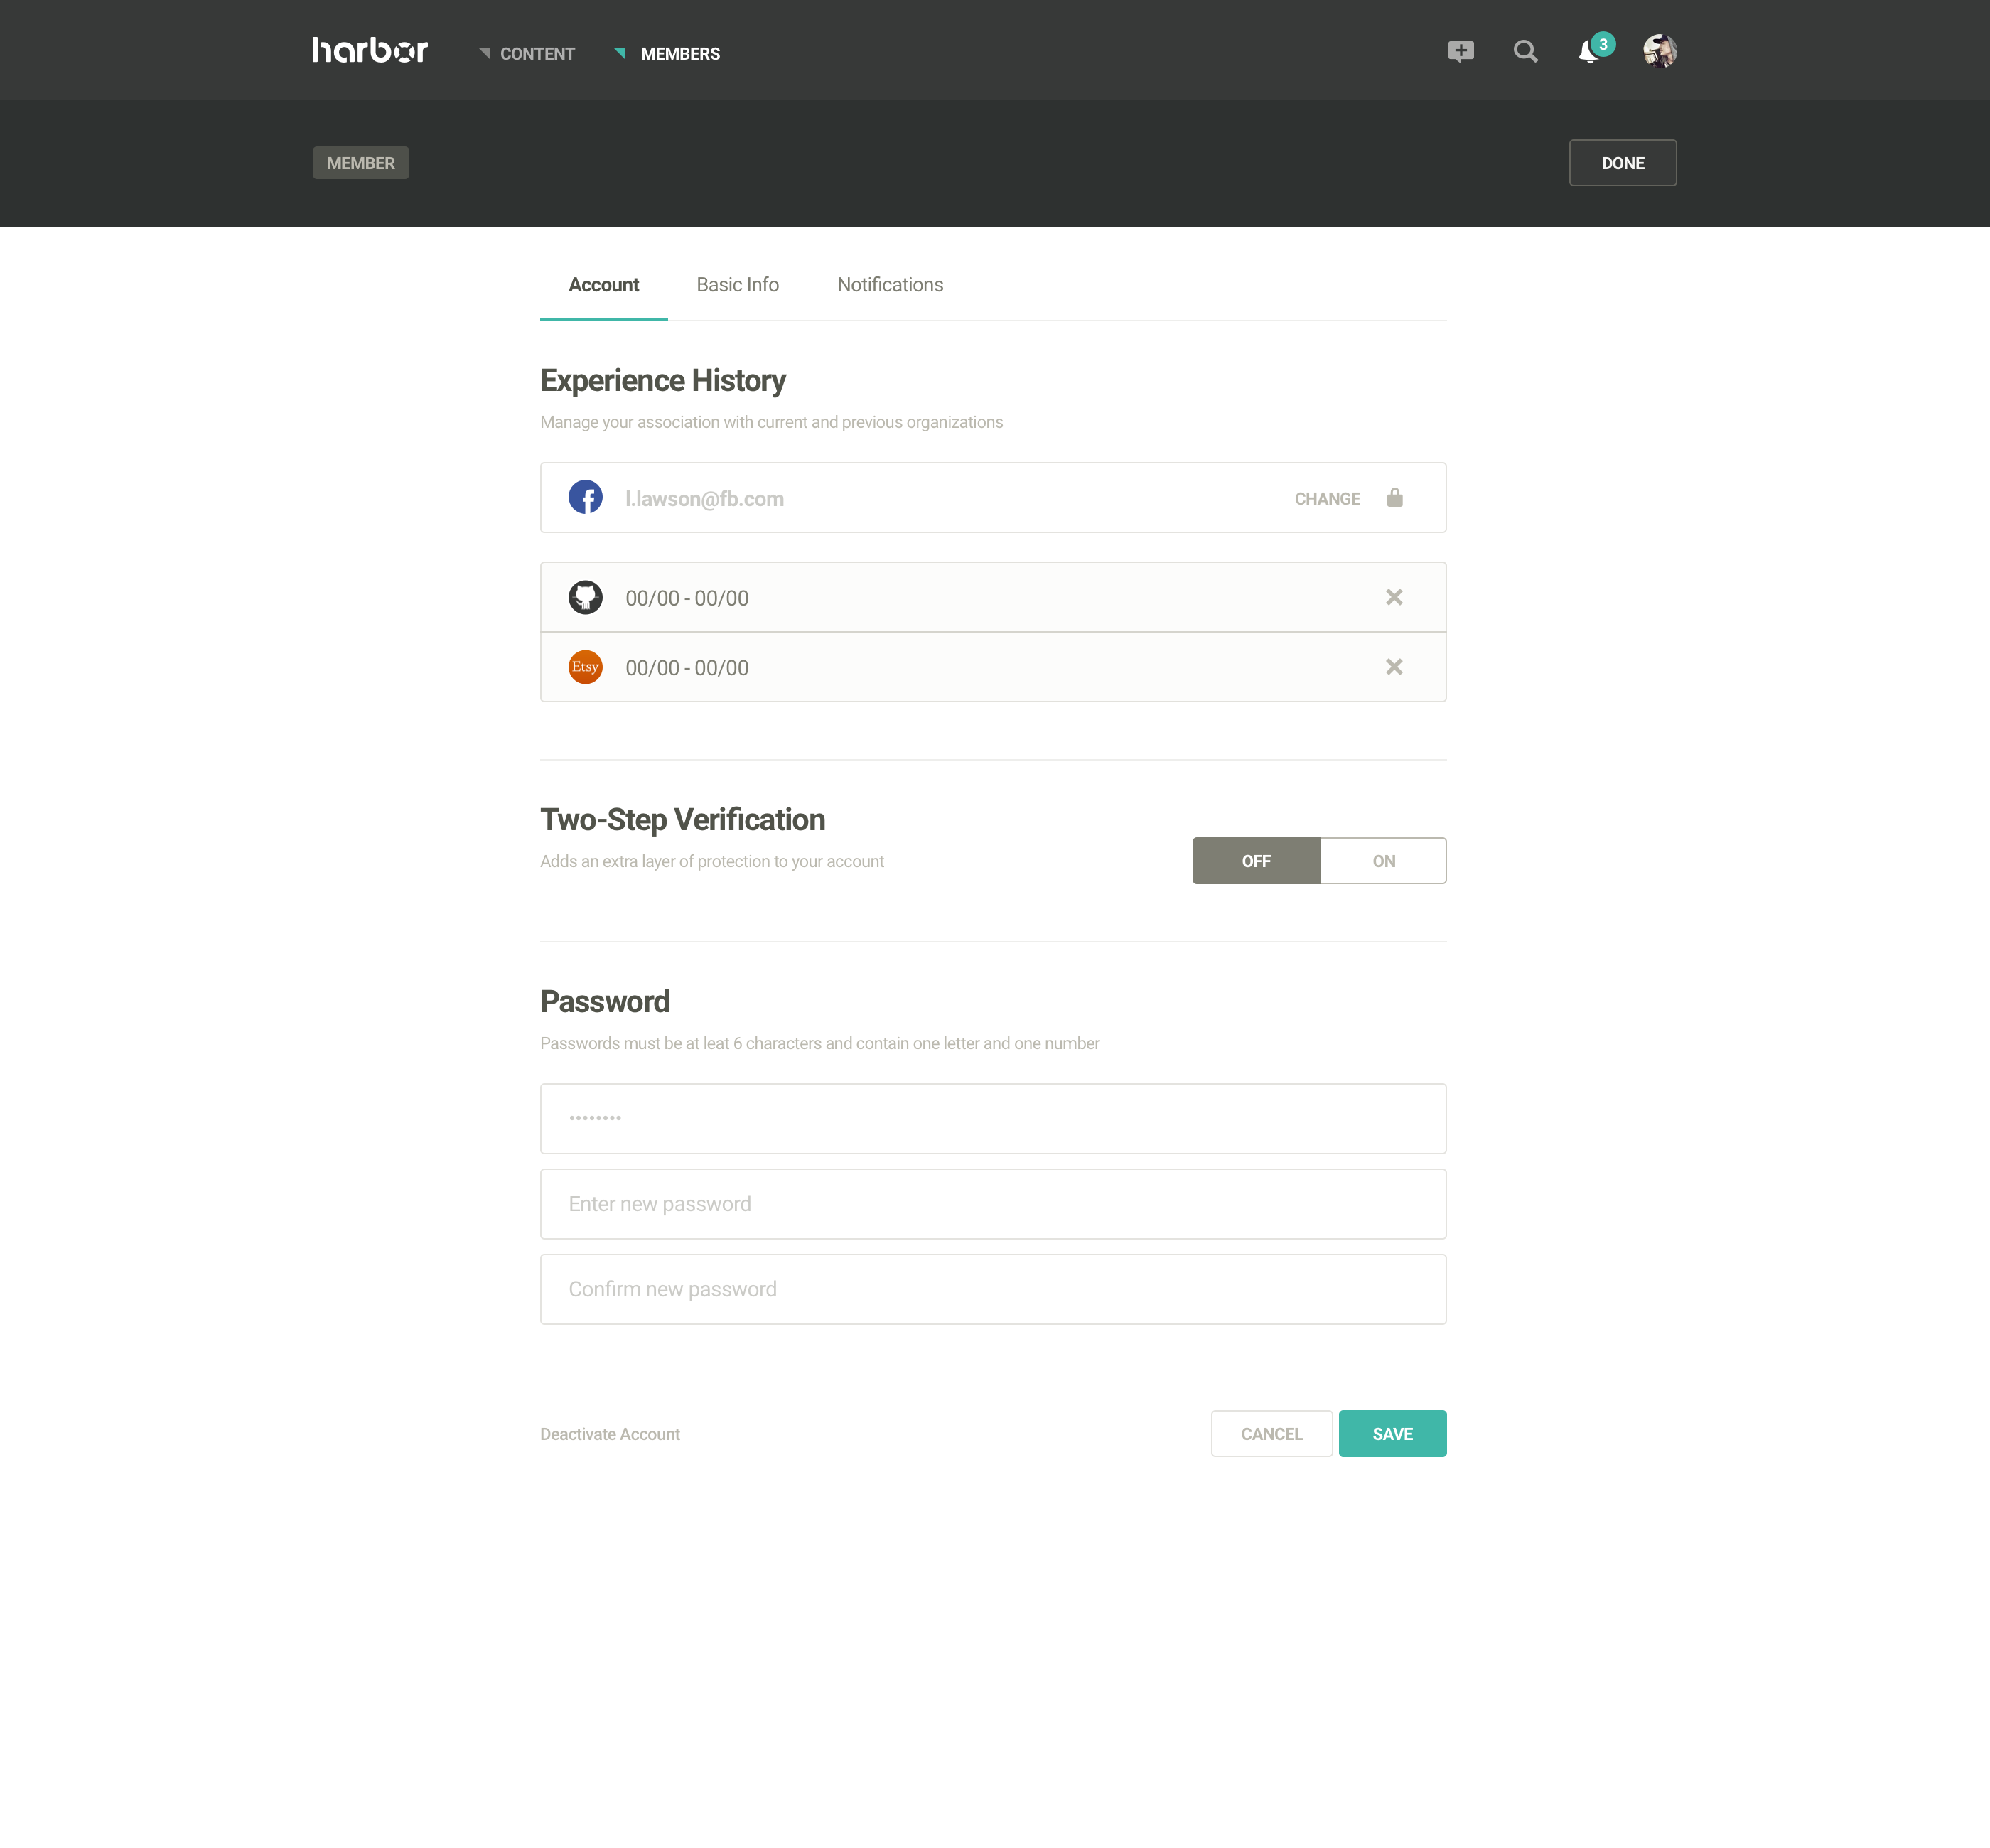 harbor
CONTENT
MEMBERS
3
MEMBER
DONE
Account
Basic Info
Notifications
Experience History
Manage your association with current and previous organizations
l.lawson@fb.com
CHANGE
00/00 - 00/00
Etsy
00/00 - 00/00
Two-Step Verification
Adds an extra layer of protection to your account
OFF
ON
Password
Passwords must be at leat 6 characters and contain one letter and one number
••••••••
Enter new password
Confirm new password
Deactivate Account
CANCEL
SAVE